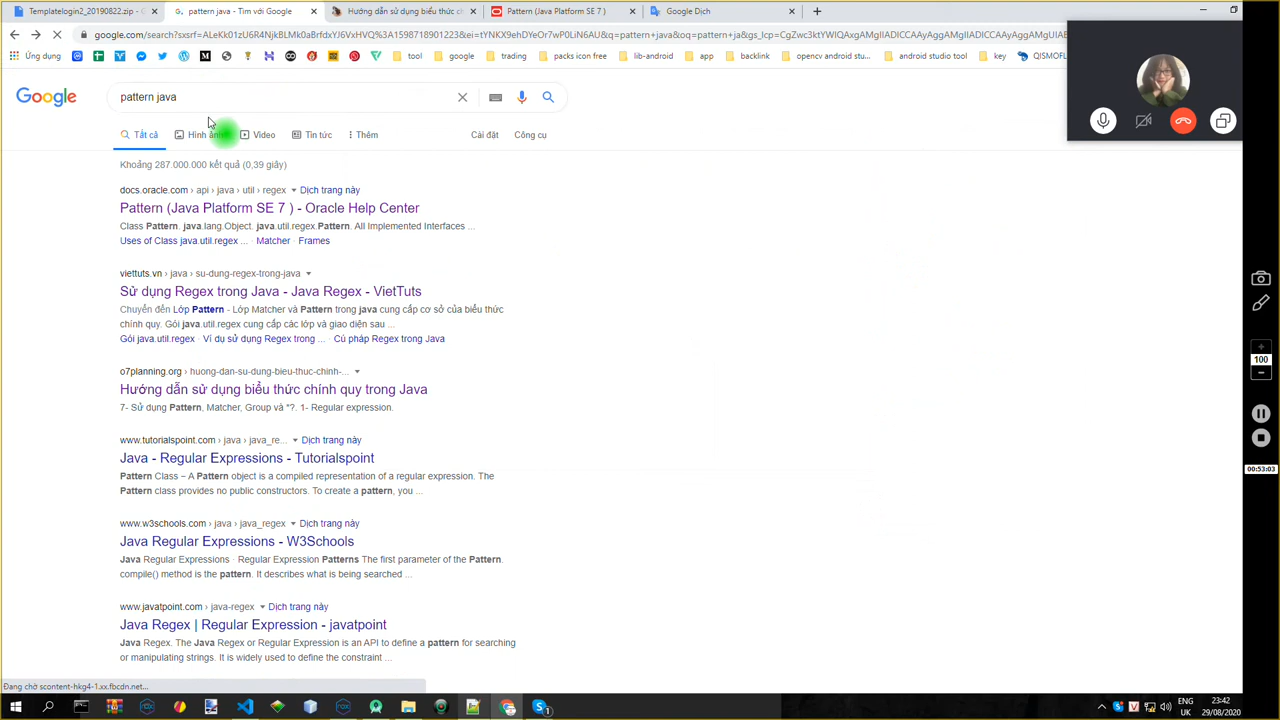 Templatelogin2_20190822.zip -
pattern java - Tìm với Google
Hướng dẫn sử dụng biểu thức ch
Pattern (Java Platform SE 7 )
Google Dịch
Ứng dụng
tool
google
trading
packs icon free
lib-android
app
backlink
opencv android stu...
android studio tool
key
QISMOFL
Google
pattern java
Tất cả
Hình ảnh
Video
Tin tức
Thêm
Cài đặt
Công cụ
Khoảng 287.000.000 kết quả (0,39 giây)
docs.oracle.com › api › java › util › regex ▾ Dịch trang này
Pattern (Java Platform SE 7 ) - Oracle Help Center
Class Pattern. java.lang.Object. java.util.regex.Pattern. All Implemented Interfaces ...
Uses of Class java.util.regex ... · Matcher · Frames
viettuts.vn › java › su-dung-regex-trong-java ▾
Sử dụng Regex trong Java - Java Regex - VietTuts
Chuyển đến Lớp Pattern - Lớp Matcher và Pattern trong java cung cấp cơ sở của biểu thức
chính quy. Gói java.util.regex cung cấp các lớp và giao diện sau ...
Gói java.util.regex · Ví dụ sử dụng Regex trong ... · Cú pháp Regex trong Java
o7planning.org › huong-dan-su-dung-bieu-thuc-chinh-... ▾
Hướng dẫn sử dụng biểu thức chính quy trong Java
7- Sử dụng Pattern, Matcher, Group và *?. 1- Regular expression.
www.tutorialspoint.com › java › java_re... ▾ Dịch trang này
Java - Regular Expressions - Tutorialspoint
Pattern Class − A Pattern object is a compiled representation of a regular expression. The
Pattern class provides no public constructors. To create a pattern, you ...
www.w3schools.com › java › java_regex ▾ Dịch trang này
Java Regular Expressions - W3Schools
Java Regular Expressions · Regular Expression Patterns The first parameter of the Pattern.
compile() method is the pattern. It describes what is being searched ...
www.javatpoint.com › java-regex ▾ Dịch trang này
Java Regex | Regular Expression - javatpoint
Java Regex. The Java Regex or Regular Expression is an API to define a pattern for searching
or manipulating strings. It is widely used to define the constraint ...
Đang chờ scontent-hkg4-1.xx.fbcdn.net...
100
00:53:03
ENG
UK
23:42
29/08/2020